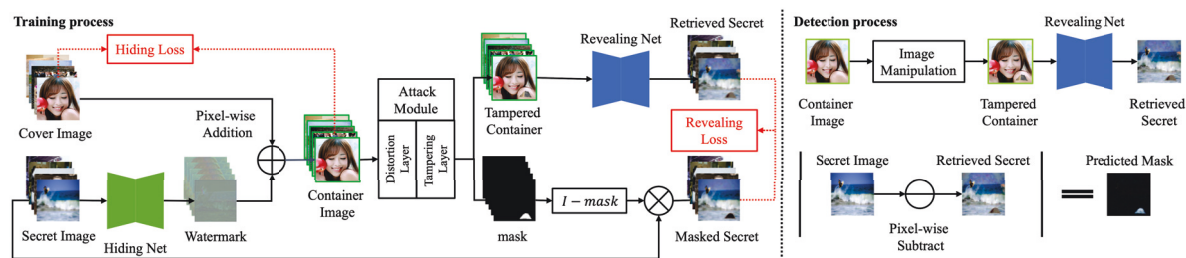 Training process
Hiding Loss
Cover Image
Pixel-wise
Addition
Secret Image
Hiding Net
Watermark
Container
Image
Attack
Module
Distortion
Layer
Tampering
Layer
Tampered
Container
Revealing Net
Retrieved Secret
Revealing
Loss
mask
I − mask
Masked Secret
Detection process
Container
Image
Image
Manipulation
Tampered
Container
Revealing Net
Retrieved
Secret
Secret Image
Retrieved Secret
Pixel-wise
Subtract
=
Predicted Mask